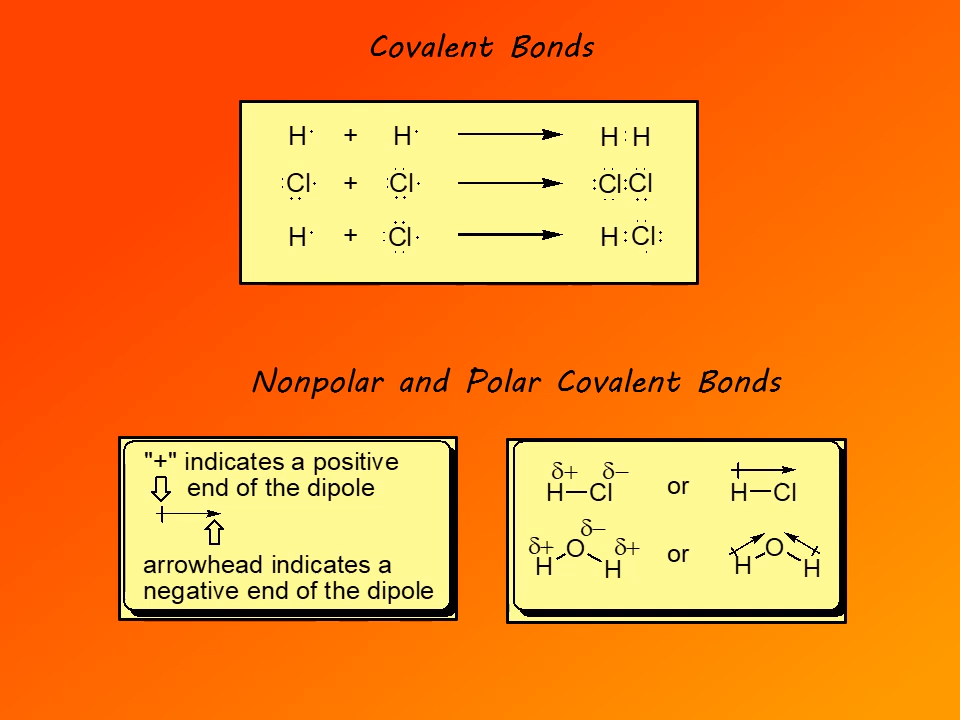 Covalent Bonds
H· + H· → H:H
:Cl· + :Cl· → :Cl:Cl:
H· + :Cl· → H:Cl:
Nonpolar and Polar Covalent Bonds
"+" indicates a positive
end of the dipole
arrowhead indicates a
negative end of the dipole
δ+ δ−
H—Cl or H—Cl
δ−
δ+ O δ+ or O
H H H H